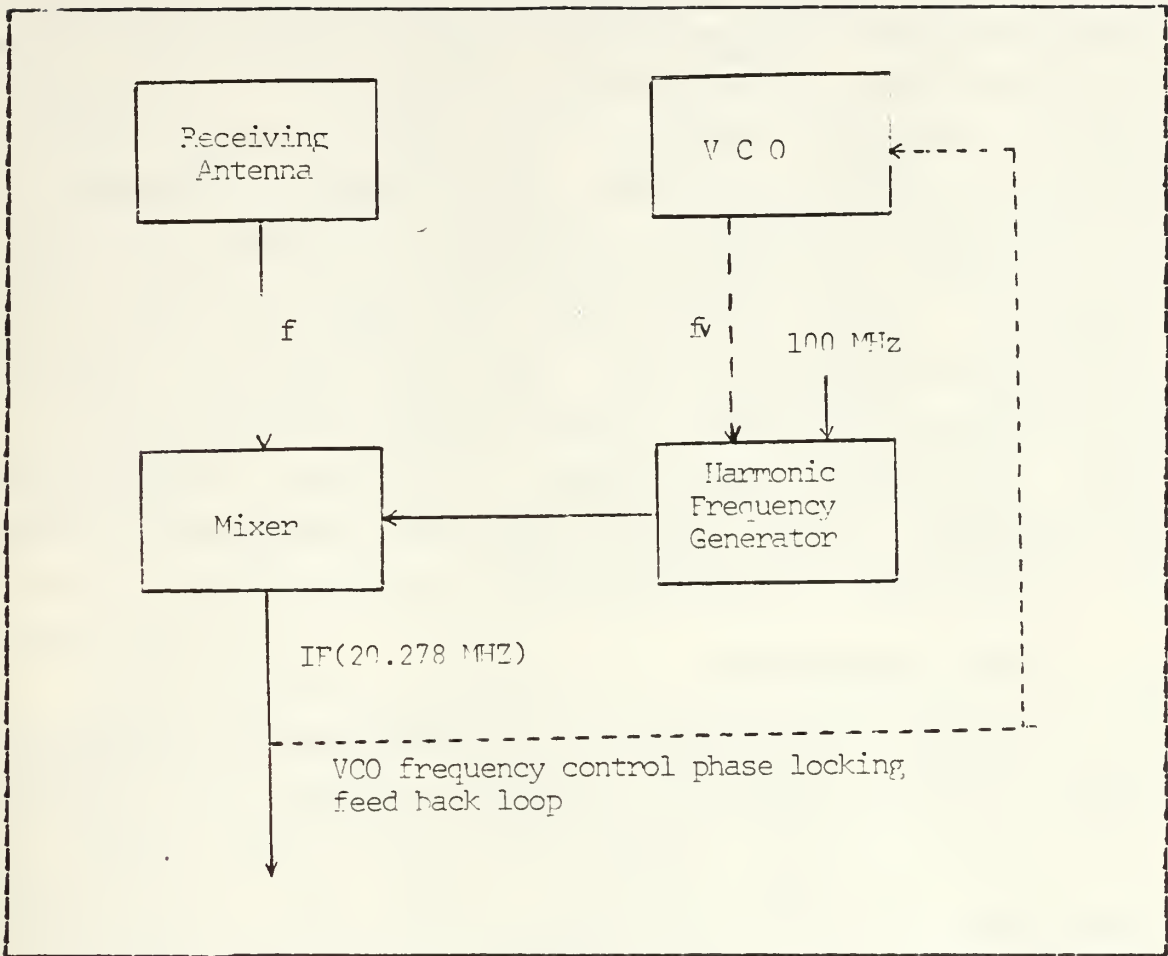 Receiving
Antenna
V C O
f
fv
100 MHz
Mixer
Harmonic
Frequency
Generator
IF(20.278 MHZ)
VCO frequency control phase locking
feed back loop